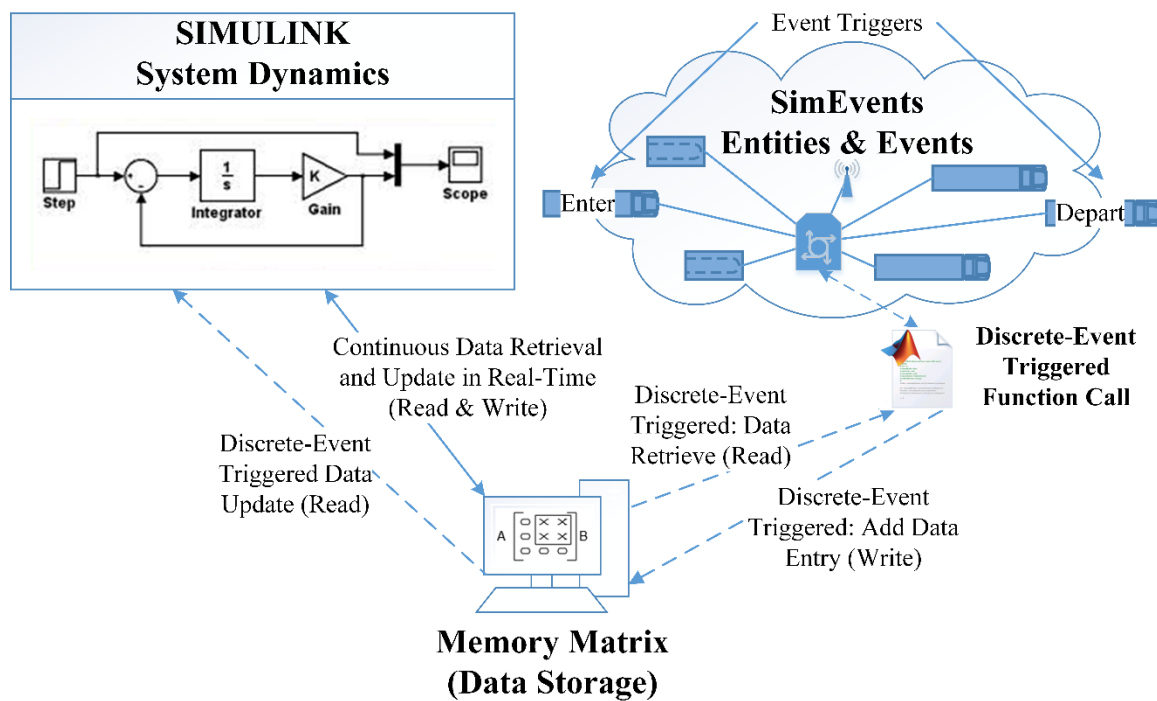 SIMULINK
System Dynamics
Step
+
-
1
s
Integrator
K
Gain
Scope
Event Triggers
SimEvents
Entities & Events
Enter
Depart
Continuous Data Retrieval
and Update in Real-Time
(Read & Write)
Discrete-Event
Triggered Data
Update (Read)
Discrete-Event
Triggered: Data
Retrieve (Read)
Discrete-Event
Triggered: Add Data
Entry (Write)
Discrete-Event
Triggered
Function Call
A
B
Memory Matrix
(Data Storage)